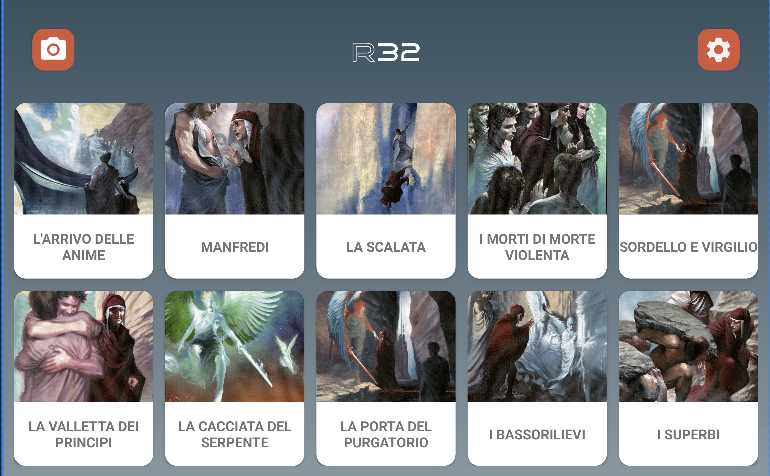 R32
L'ARRIVO DELLE
ANIME
MANFREDI
LA SCALATA
I MORTI DI MORTE
VIOLENTA
SORDELLO E VIRGILIO
LA VALLETTA DEI
PRINCIPI
LA CACCIATA DEL
SERPENTE
LA PORTA DEL
PURGATORIO
I BASSORILIEVI
I SUPERBI